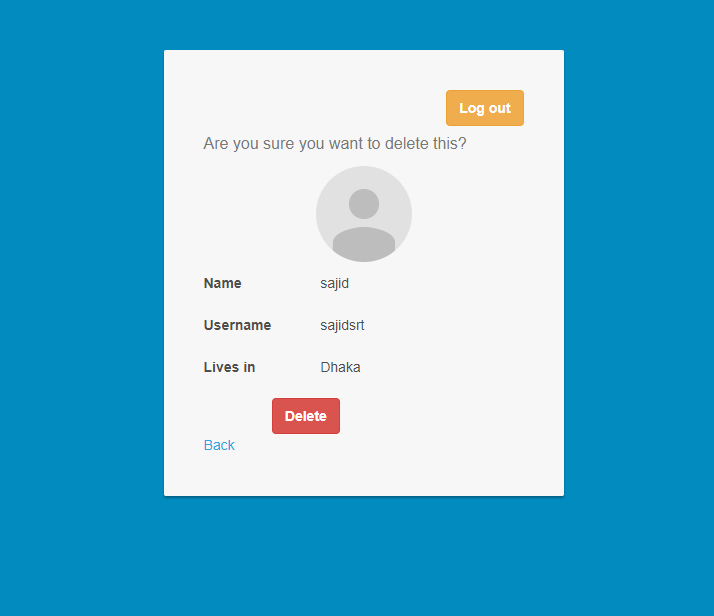 Log out
Are you sure you want to delete this?
Name sajid
Username sajidsrt
Lives in Dhaka
Delete
Back